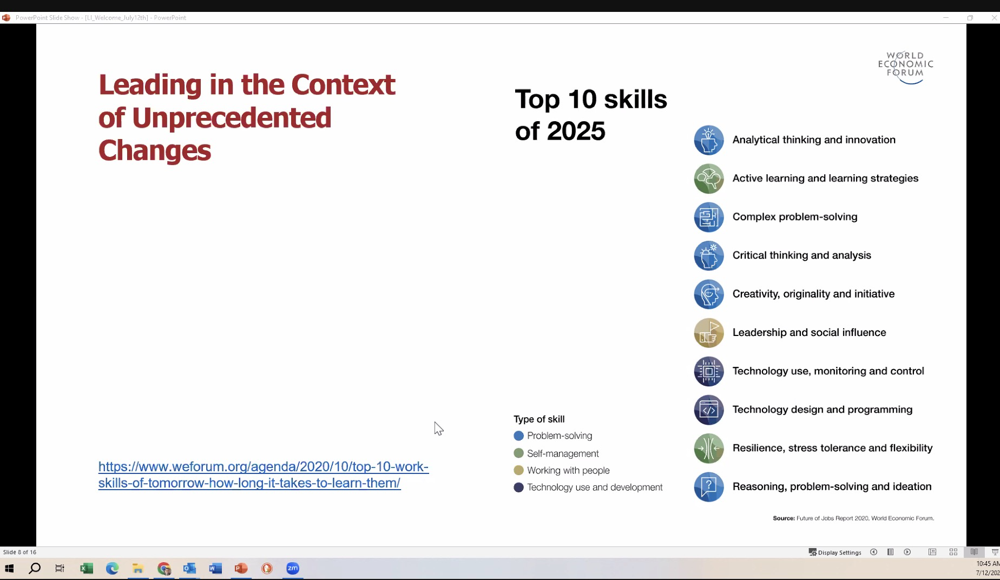 PowerPoint Slide Show - [LI_Welcome_July12th] - PowerPoint
Leading in the Context
of Unprecedented
Changes
https://www.weforum.org/agenda/2020/10/top-10-work-
skills-of-tomorrow-how-long-it-takes-to-learn-them/
WORLD
ECONOMIC
FORUM
Top 10 skills
of 2025
Analytical thinking and innovation
Active learning and learning strategies
Complex problem-solving
Critical thinking and analysis
Creativity, originality and initiative
Leadership and social influence
Technology use, monitoring and control
Technology design and programming
Resilience, stress tolerance and flexibility
Reasoning, problem-solving and ideation
Type of skill
Problem-solving
Self-management
Working with people
Technology use and development
Source: Future of Jobs Report 2020, World Economic Forum.
Slide 8 of 16
Display Settings
zm
10:45 AM
7/12/202